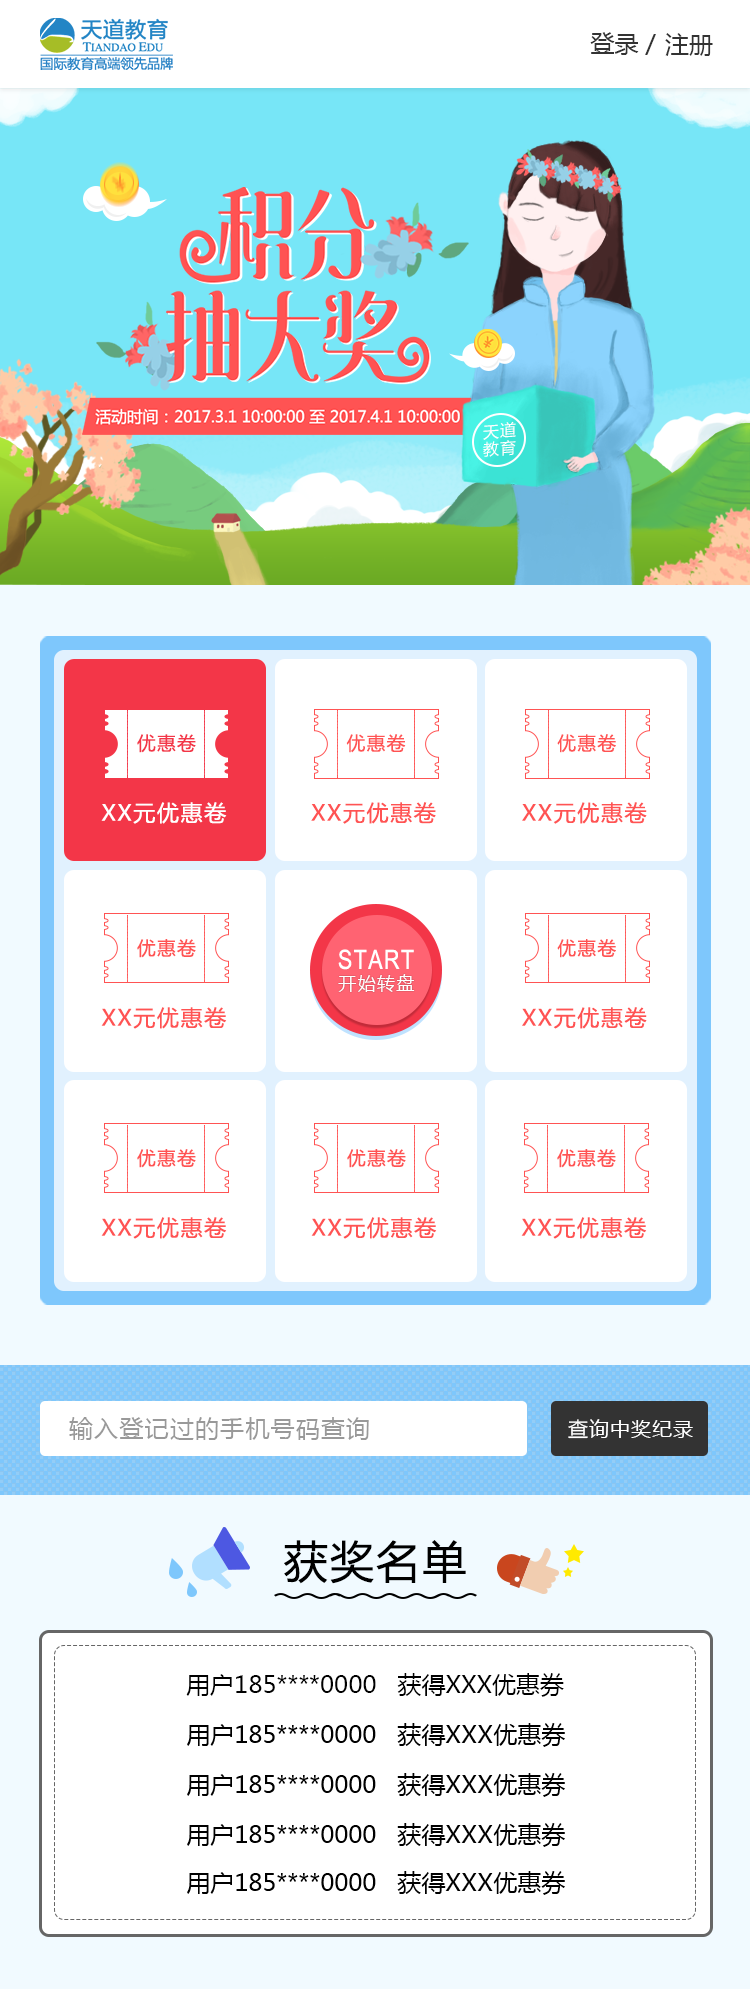 天道教育
TIANDAO EDU
国际教育高端领先品牌
登录 / 注册
积分
抽大奖
活动时间：2017.3.1 10:00:00 至 2017.4.1 10:00:00
天道
教育
优惠卷 优惠卷 优惠卷
XX元优惠卷 XX元优惠卷 XX元优惠卷
优惠卷 START 优惠卷
开始转盘
XX元优惠卷 XX元优惠卷
优惠卷 优惠卷 优惠卷
XX元优惠卷 XX元优惠卷 XX元优惠卷
输入登记过的手机号码查询 查询中奖纪录
获奖名单
用户185****0000 获得XXX优惠券
用户185****0000 获得XXX优惠券
用户185****0000 获得XXX优惠券
用户185****0000 获得XXX优惠券
用户185****0000 获得XXX优惠券